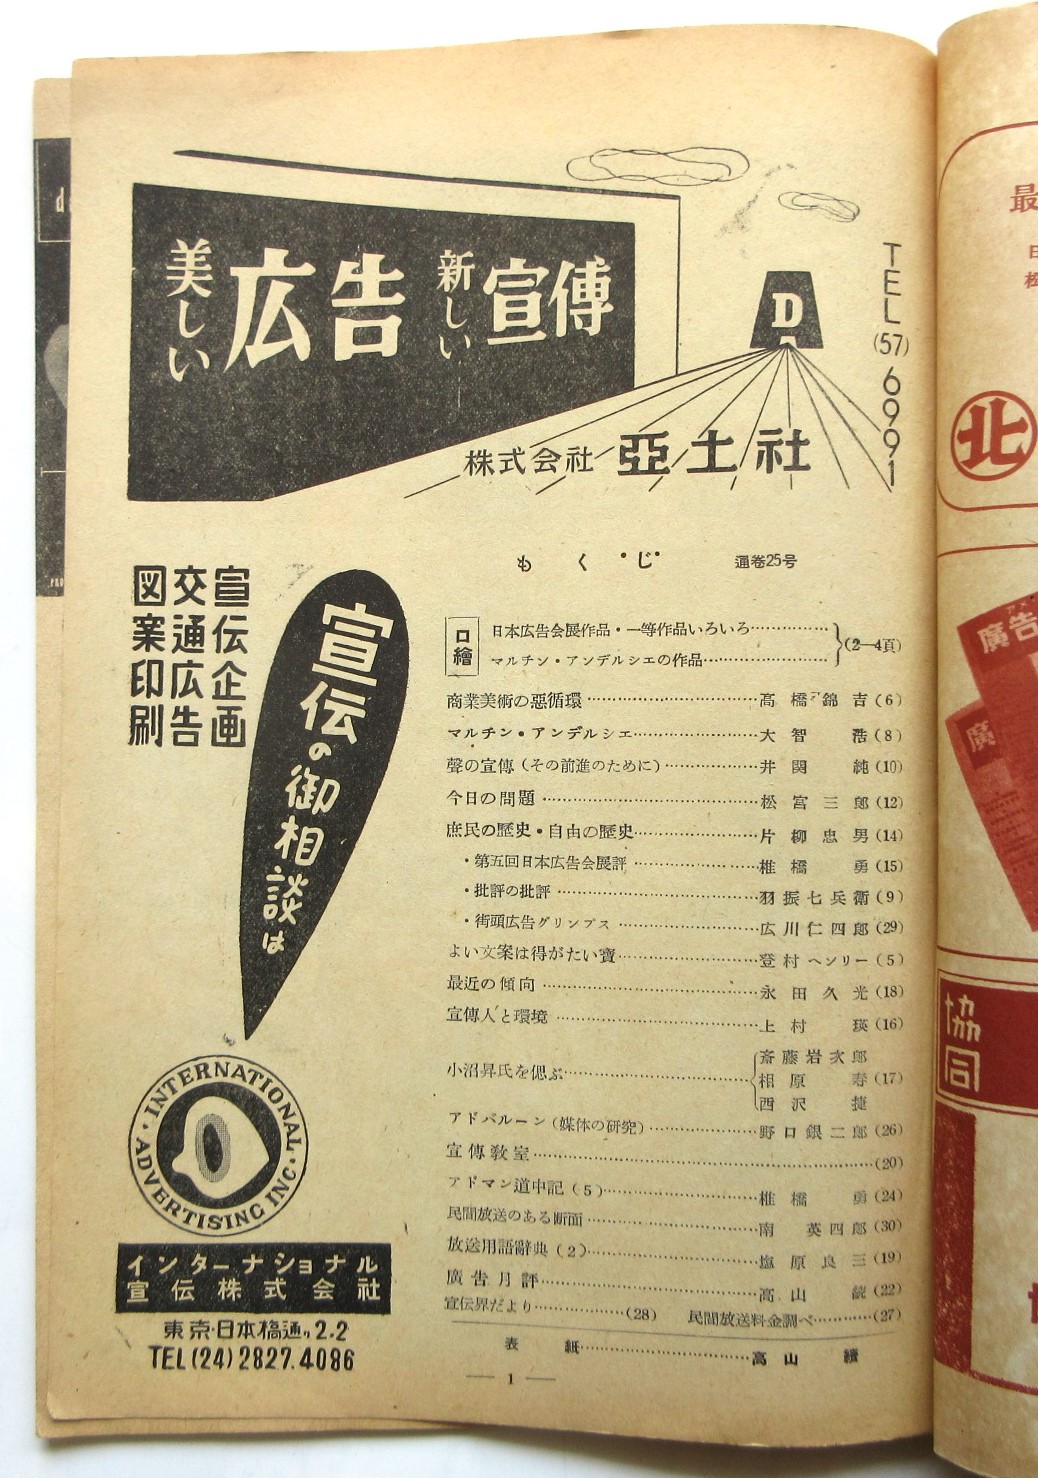 美しい広告 新しい宣傳
D
TEL(57)6991
株式会社 亞土社
もくじ 通卷25号
口繪 日本広告会展作品・一等作品いろいろ…………
マルチン・アンデルシエの作品………………
(2—4頁)
商業美術の悪循環………………高橋錦吉(6)
マルチン・アンデルシエ………………大智浩(8)
聲の宣傳(その前進のために)………………井関純(10)
今日の問題………………松宮三郎(12)
庶民の歴史・自由の歴史………………片柳忠男(14)
・第五回日本広告会展評………………椎橋勇(15)
・批評の批評………………羽振七兵衛(9)
・街頭広告グリンプス………………広川仁四郎(29)
よい文案は得がたい寶………………登村ヘンリー(5)
最近の傾向………………永田久光(18)
宣傳人と環境………………上村瑛(16)
小沼昇氏を偲ぶ………………
斎藤岩次郎
相原寿(17)
西沢捷
アドバルーン(媒体の研究)………………野口銀二郎(26)
宣傳教室………………(20)
アドマン道中記(5)………………椎橋勇(24)
民間放送のある断面………………南英四郎(30)
放送用語辭典(2)………………塩原良三(19)
廣告月評………………高山(22)
宣伝界だより……………(28) 民間放送料金調べ…………(27)
表紙………………高山
— 1 —
宣伝企画
交通広告
図案印刷
宣伝の御相談は
・INTERNATIONAL・
ADVERTISING INC.
インターナショナル
宣伝株式会社
東京・日本橋通り2.2
TEL(24)2827.4086
最
北
廣告
廣
協同